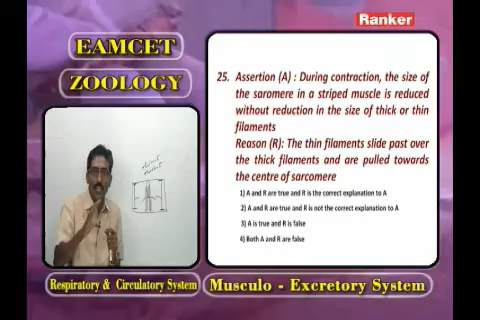 Ranker
EAMCET
ZOOLOGY
25. Assertion (A) : During contraction, the size of
the saromere in a striped muscle is reduced
without reduction in the size of thick or thin
filaments
Reason (R): The thin filaments slide past over
the thick filaments and are pulled towards
the centre of sarcomere
1) A and R are true and R is the correct explanation to A
2) A and R are true and R is not the correct explanation to A
3) A is true and R is false
4) Both A and R are false
Respiratory & Circulatory System
Musculo - Excretory System